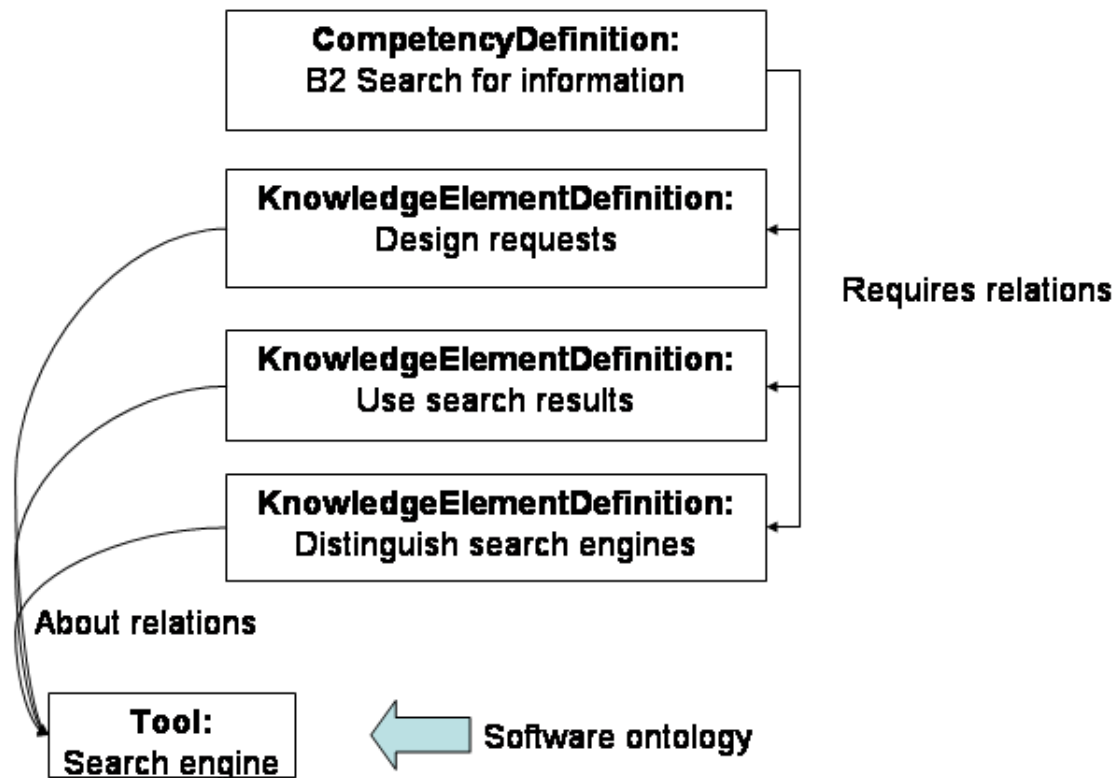 CompetencyDefinition:
B2 Search for information
KnowledgeElementDefinition:
Design requests
Requires relations
KnowledgeElementDefinition:
Use search results
KnowledgeElementDefinition:
Distinguish search engines
About relations
Tool:
Search engine
Software ontology